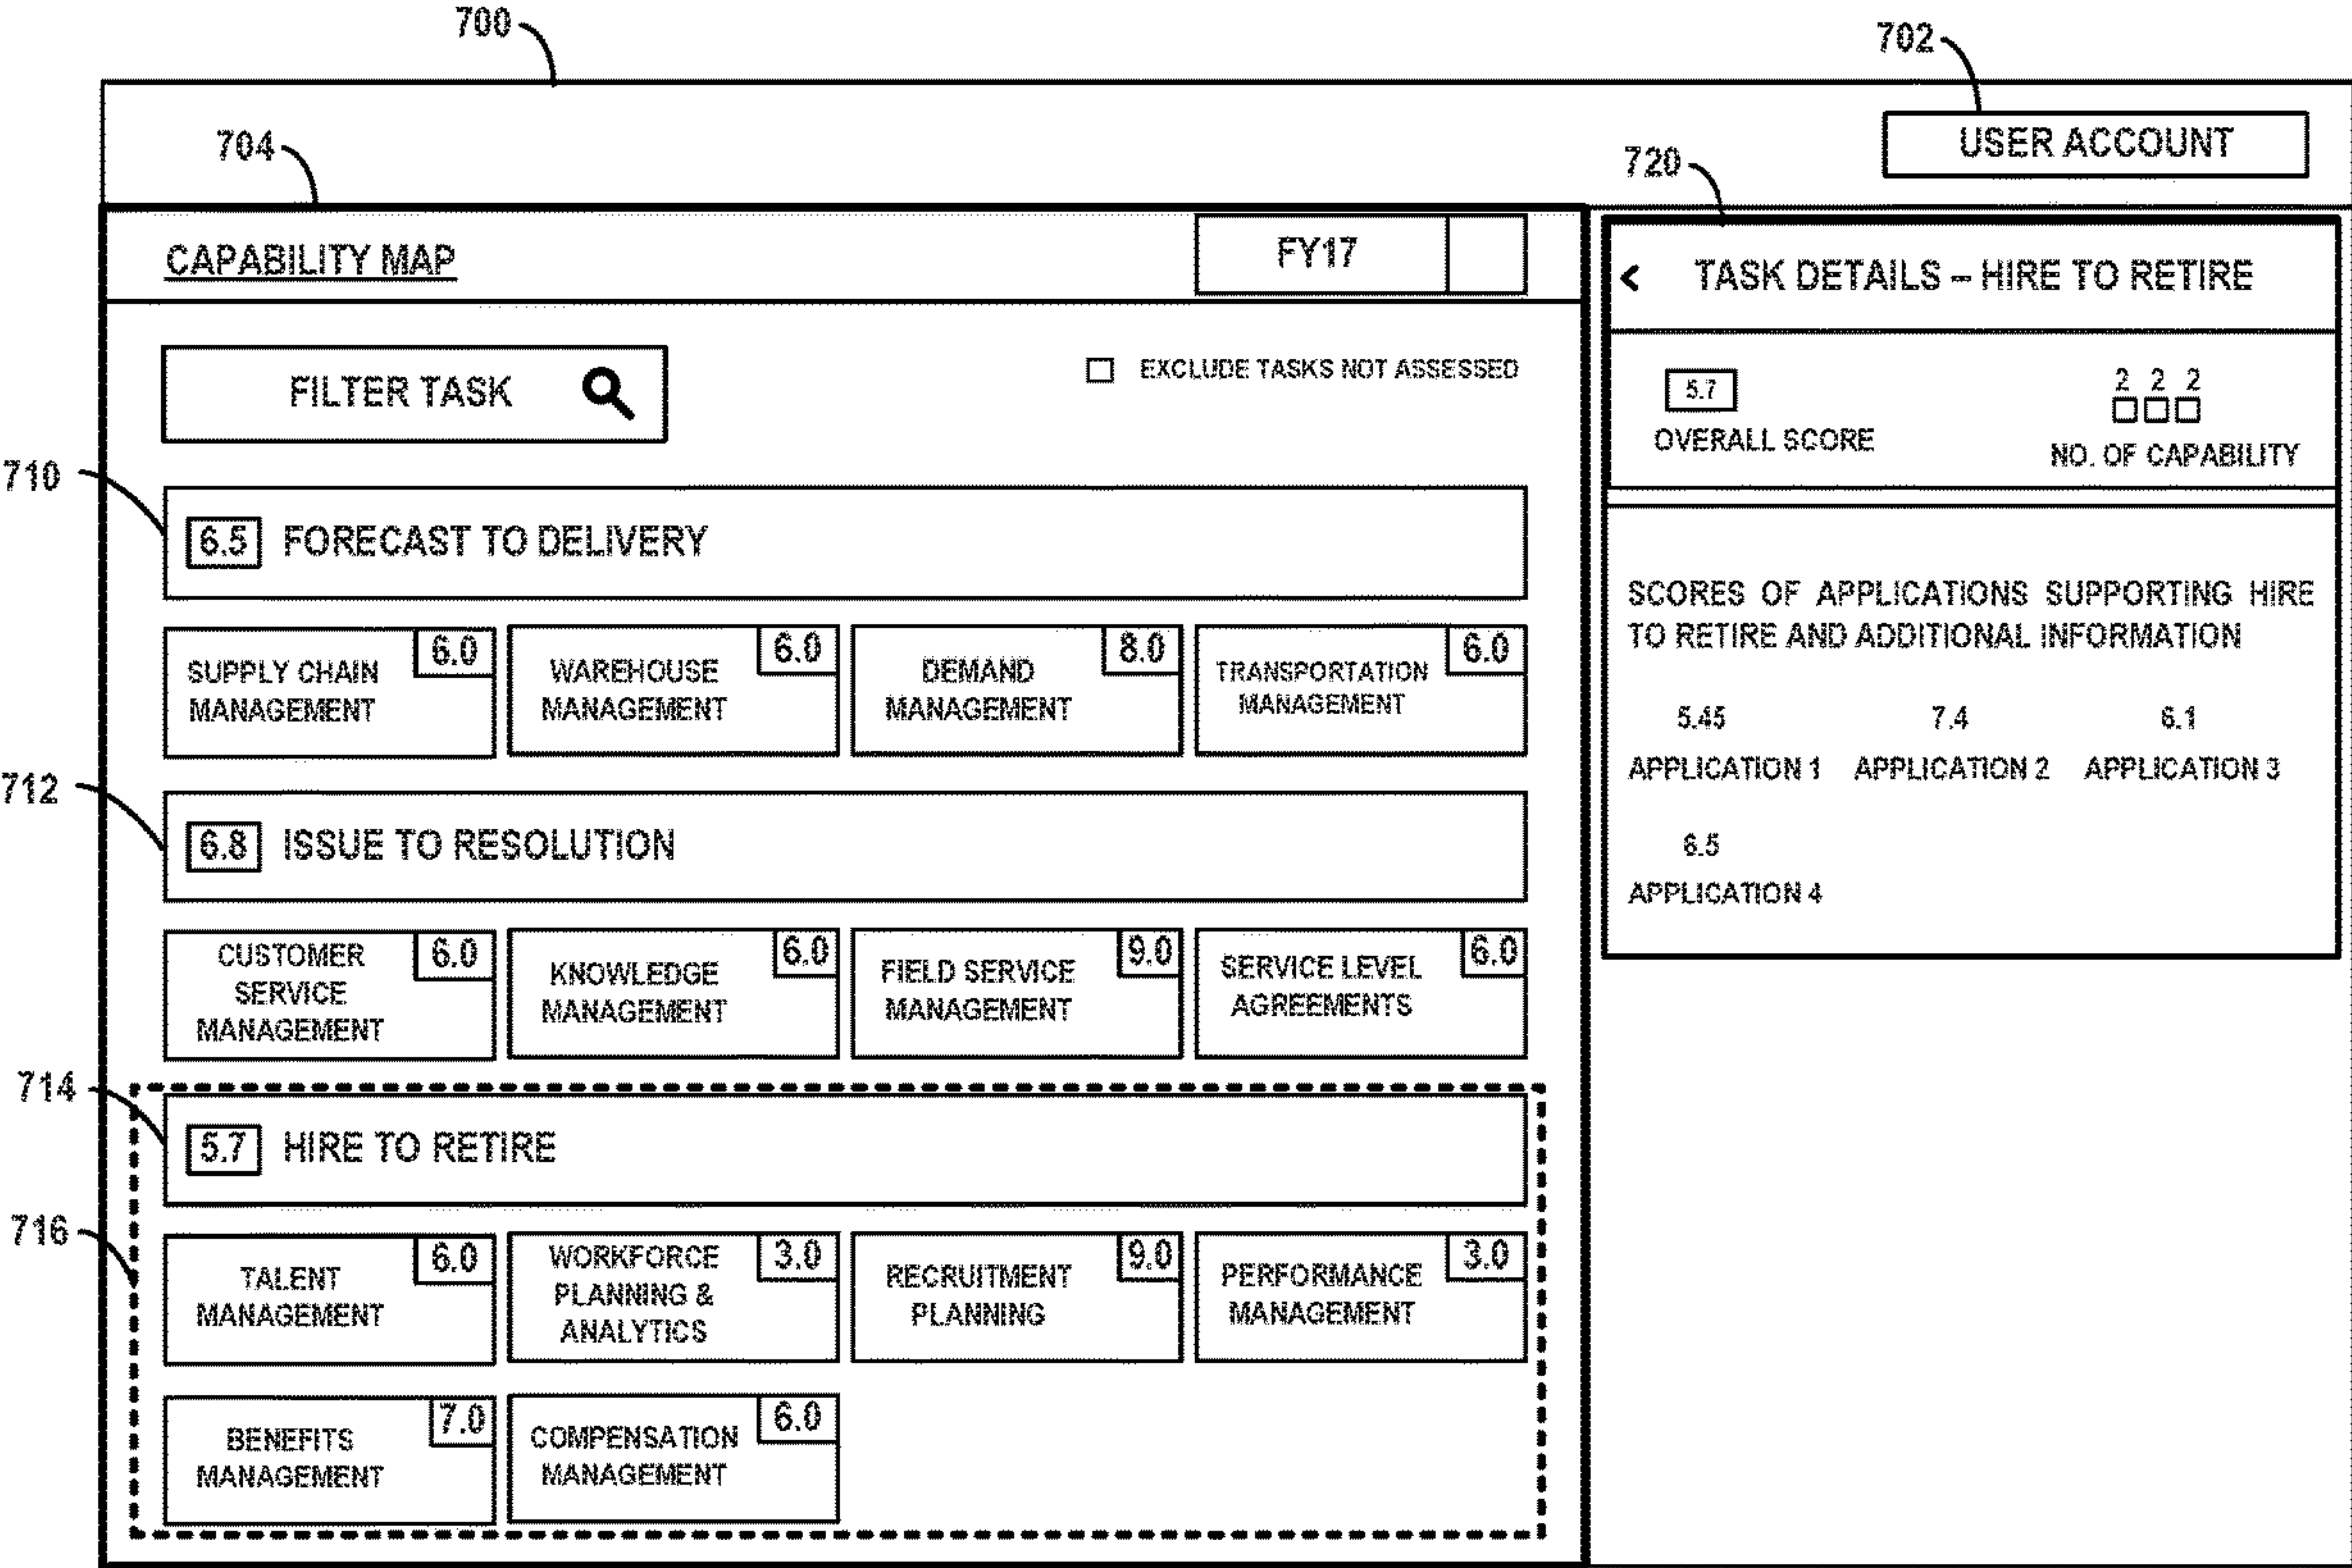 700
702
USER ACCOUNT
704
720
CAPABILITY MAP
FY17
< TASK DETAILS – HIRE TO RETIRE
FILTER TASK
EXCLUDE TASKS NOT ASSESSED
5.7
OVERALL SCORE
2 2 2
NO. OF CAPABILITY
710
6.5 FORECAST TO DELIVERY
SCORES OF APPLICATIONS SUPPORTING HIRE
TO RETIRE AND ADDITIONAL INFORMATION
5.45 7.4 6.1
APPLICATION 1 APPLICATION 2 APPLICATION 3
6.5
APPLICATION 4
SUPPLY CHAIN
MANAGEMENT
6.0
WAREHOUSE
MANAGEMENT
6.0
DEMAND
MANAGEMENT
8.0
TRANSPORTATION
MANAGEMENT
6.0
712
6.8 ISSUE TO RESOLUTION
CUSTOMER
SERVICE
MANAGEMENT
6.0
KNOWLEDGE
MANAGEMENT
6.0
FIELD SERVICE
MANAGEMENT
9.0
SERVICE LEVEL
AGREEMENTS
6.0
714
5.7 HIRE TO RETIRE
716
TALENT
MANAGEMENT
6.0
WORKFORCE
PLANNING &
ANALYTICS
3.0
RECRUITMENT
PLANNING
9.0
PERFORMANCE
MANAGEMENT
3.0
BENEFITS
MANAGEMENT
7.0
COMPENSATION
MANAGEMENT
6.0